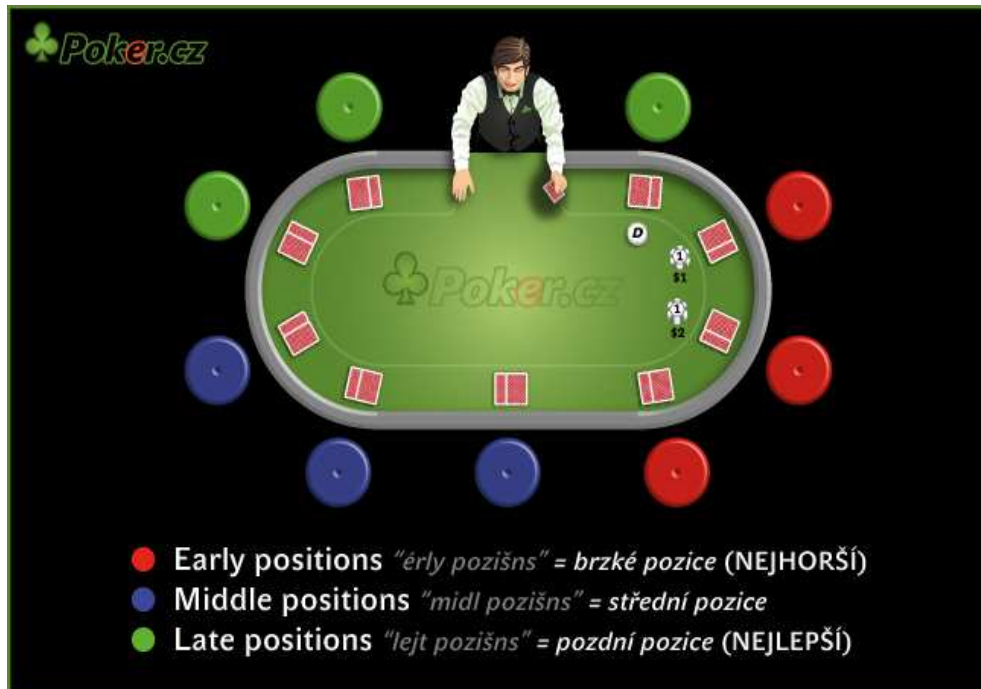 Poker.cz
D
1
$1
Poker.cz
1
$2
Early positions "érly pozišns" = brzké pozice (NEJHORŠÍ)
Middle positions "midl pozišns" = střední pozice
Late positions "lejt pozišns" = pozdní pozice (NEJLEPŠÍ)